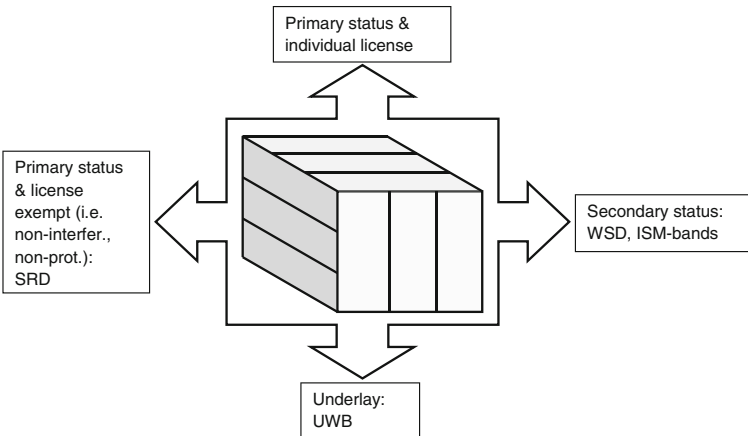 Primary status &
individual license
Primary status
& license
exempt (i.e.
non-interfer.,
non-prot.):
SRD
Secondary status:
WSD, ISM-bands
Underlay:
UWB